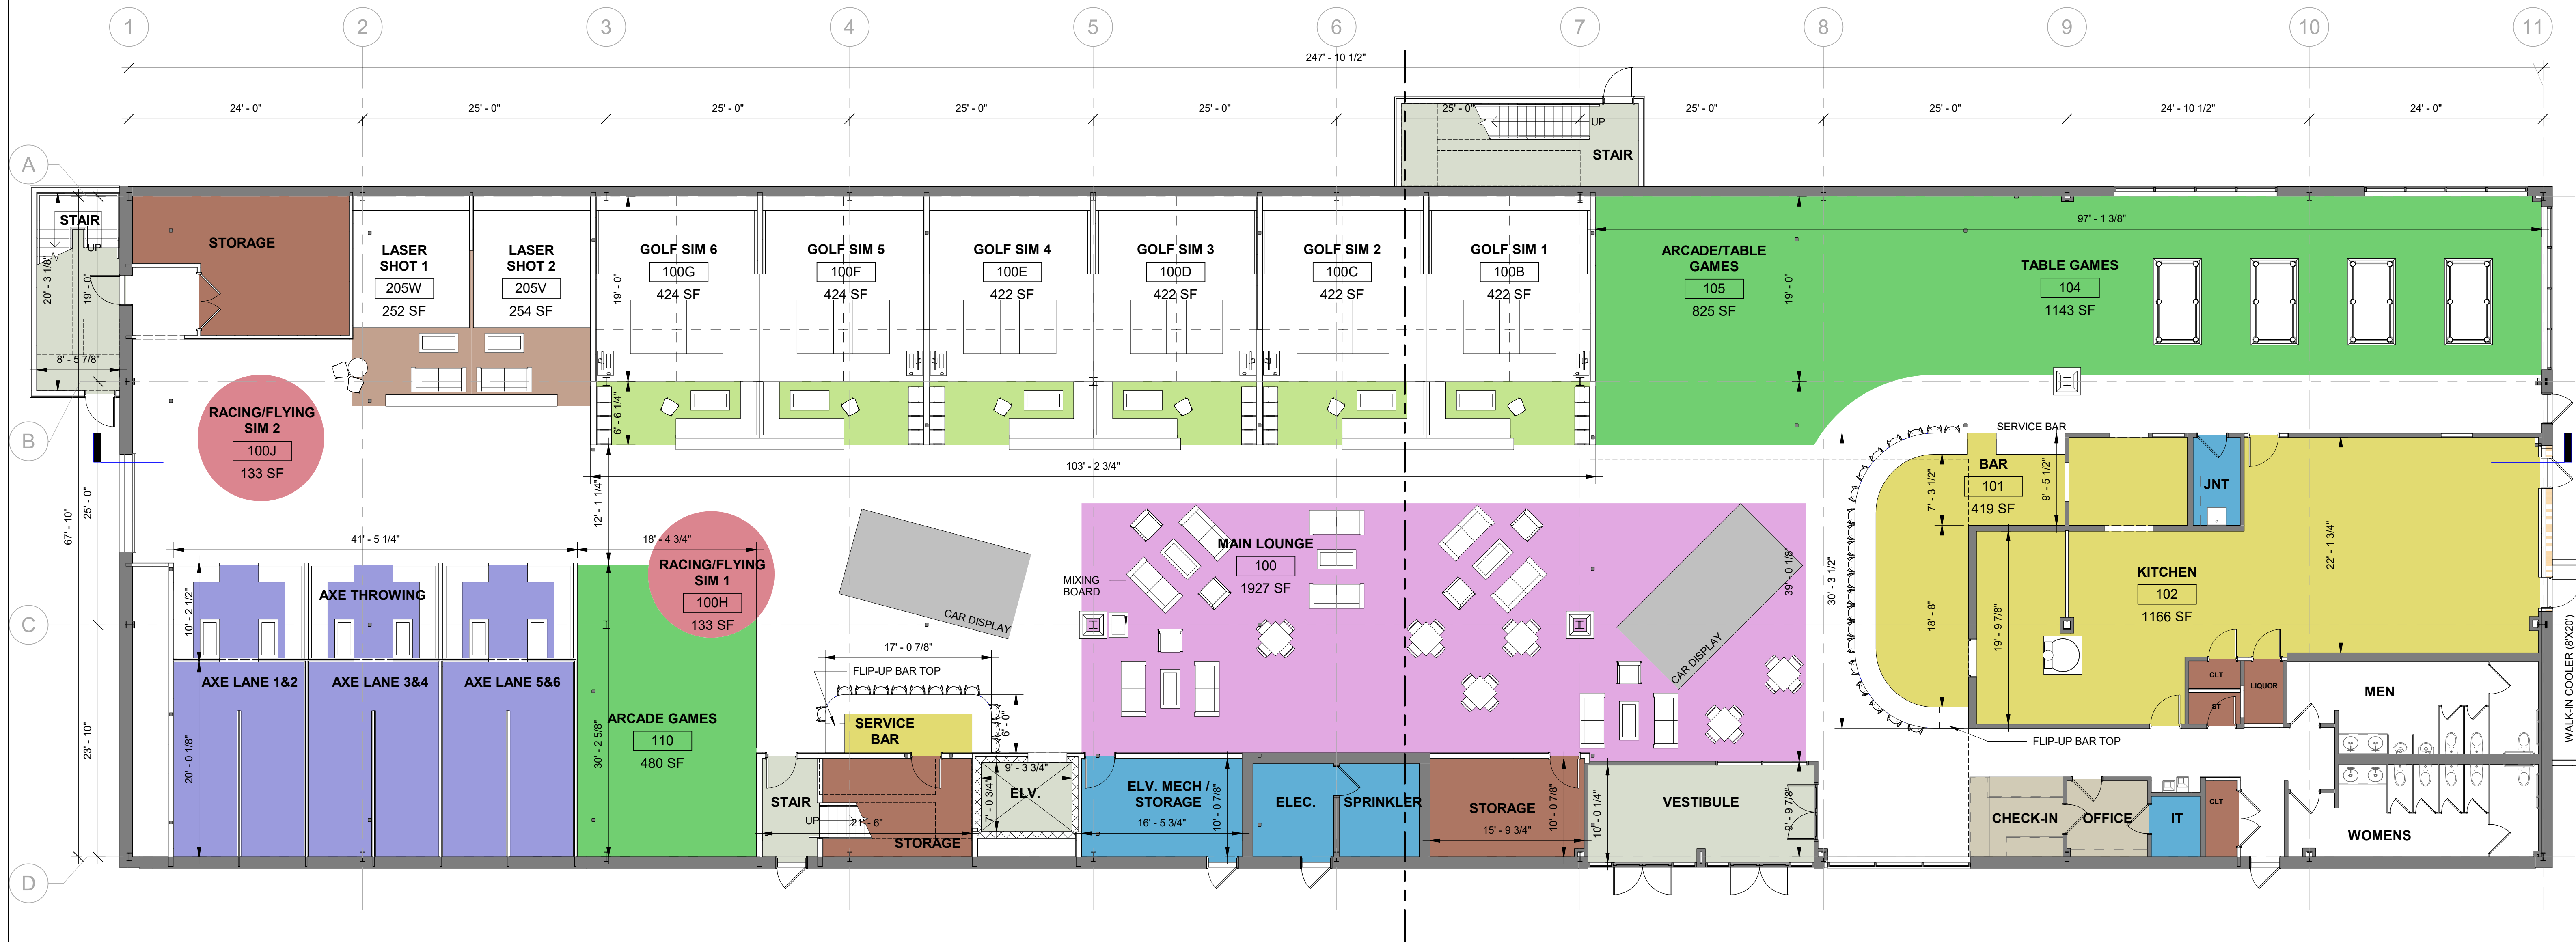 1
2
3
4
5
6
7
8
9
10
11
247' - 10 1/2"
24' - 0"
25' - 0"
25' - 0"
25' - 0"
25' - 0"
25' - 0"
25' - 0"
25' - 0"
24' - 10 1/2"
24' - 0"
A
B
C
D
UP
STAIR
STAIR
UP
20' - 3 1/8"
19' - 0"
8' - 5 7/8"
67' - 10"
25' - 0"
23' - 10"
STORAGE
LASER
SHOT 1
205W
252 SF
LASER
SHOT 2
205V
254 SF
GOLF SIM 6
100G
424 SF
GOLF SIM 5
100F
424 SF
GOLF SIM 4
100E
422 SF
GOLF SIM 3
100D
422 SF
GOLF SIM 2
100C
422 SF
GOLF SIM 1
100B
422 SF
19' - 0"
6' - 6 1/4"
ARCADE/TABLE
GAMES
105
825 SF
19' - 0"
97' - 1 3/8"
TABLE GAMES
104
1143 SF
RACING/FLYING
SIM 2
100J
133 SF
12' - 1 1/4"
103' - 2 3/4"
41' - 5 1/4"
18' - 4 3/4"
RACING/FLYING
SIM 1
100H
133 SF
CAR DISPLAY
MIXING
BOARD
MAIN LOUNGE
100
1927 SF
CAR DISPLAY
39' - 0 1/8"
30' - 3 1/2"
SERVICE BAR
BAR
101
419 SF
7' - 3 1/2"
9' - 5 1/2"
18' - 8"
19' - 9 7/8"
JNT
22' - 1 3/4"
KITCHEN
102
1166 SF
WALK-IN COOLER (8'X20')
10' - 2 1/2"
AXE THROWING
AXE LANE 1&2
AXE LANE 3&4
AXE LANE 5&6
20' - 0 1/8"
30' - 2 5/8"
ARCADE GAMES
110
480 SF
17' - 0 7/8"
FLIP-UP BAR TOP
SERVICE
BAR
6' - 0"
CLT
ST
LIQUOR
MEN
FLIP-UP BAR TOP
STAIR
UP
21' - 6"
STORAGE
9' - 3 3/4"
7' - 0 3/4"
ELV.
ELV. MECH /
STORAGE
16' - 5 3/4"
10' - 0 7/8"
ELEC.
SPRINKLER
STORAGE
15' - 9 3/4"
10' - 0 7/8"
10' - 0 1/4"
VESTIBULE
9' - 9 7/8"
CHECK-IN
OFFICE
IT
CLT
WOMENS